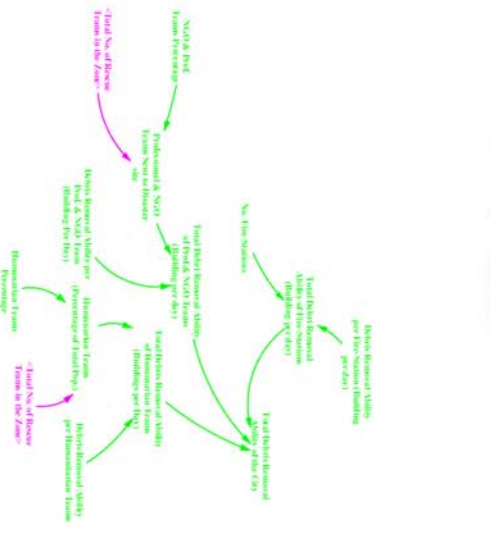 NGO & Prof.
Teams Percentage
<Total No. of Rescue
Teams in the Zone>
Professional & NGO
Teams Sent to Disaster
site
No. Fire Stations
Debris Removal Ability
per Fire Station (Building
per day)
Total Debri Removal
Ability of Fire Stations
(Building per day)
Total Debri Removal Ability
of Prof.& NGO Teams
(Building per day)
Debris Removal Ability per
Prof. & NGO Team
(Building Per Day)
Total Debris Removal
Ability of the City
Total Debris Removal Ability
of Humanitarian Teams
(Buildings per Day)
Humanitarian Teams
(Percentage of Total Pop.)
Humanitarian Teams
Percentage
<Total No. of Rescue
Teams in the Zone>
Debris Removal Ability
per Humanitarian Teams